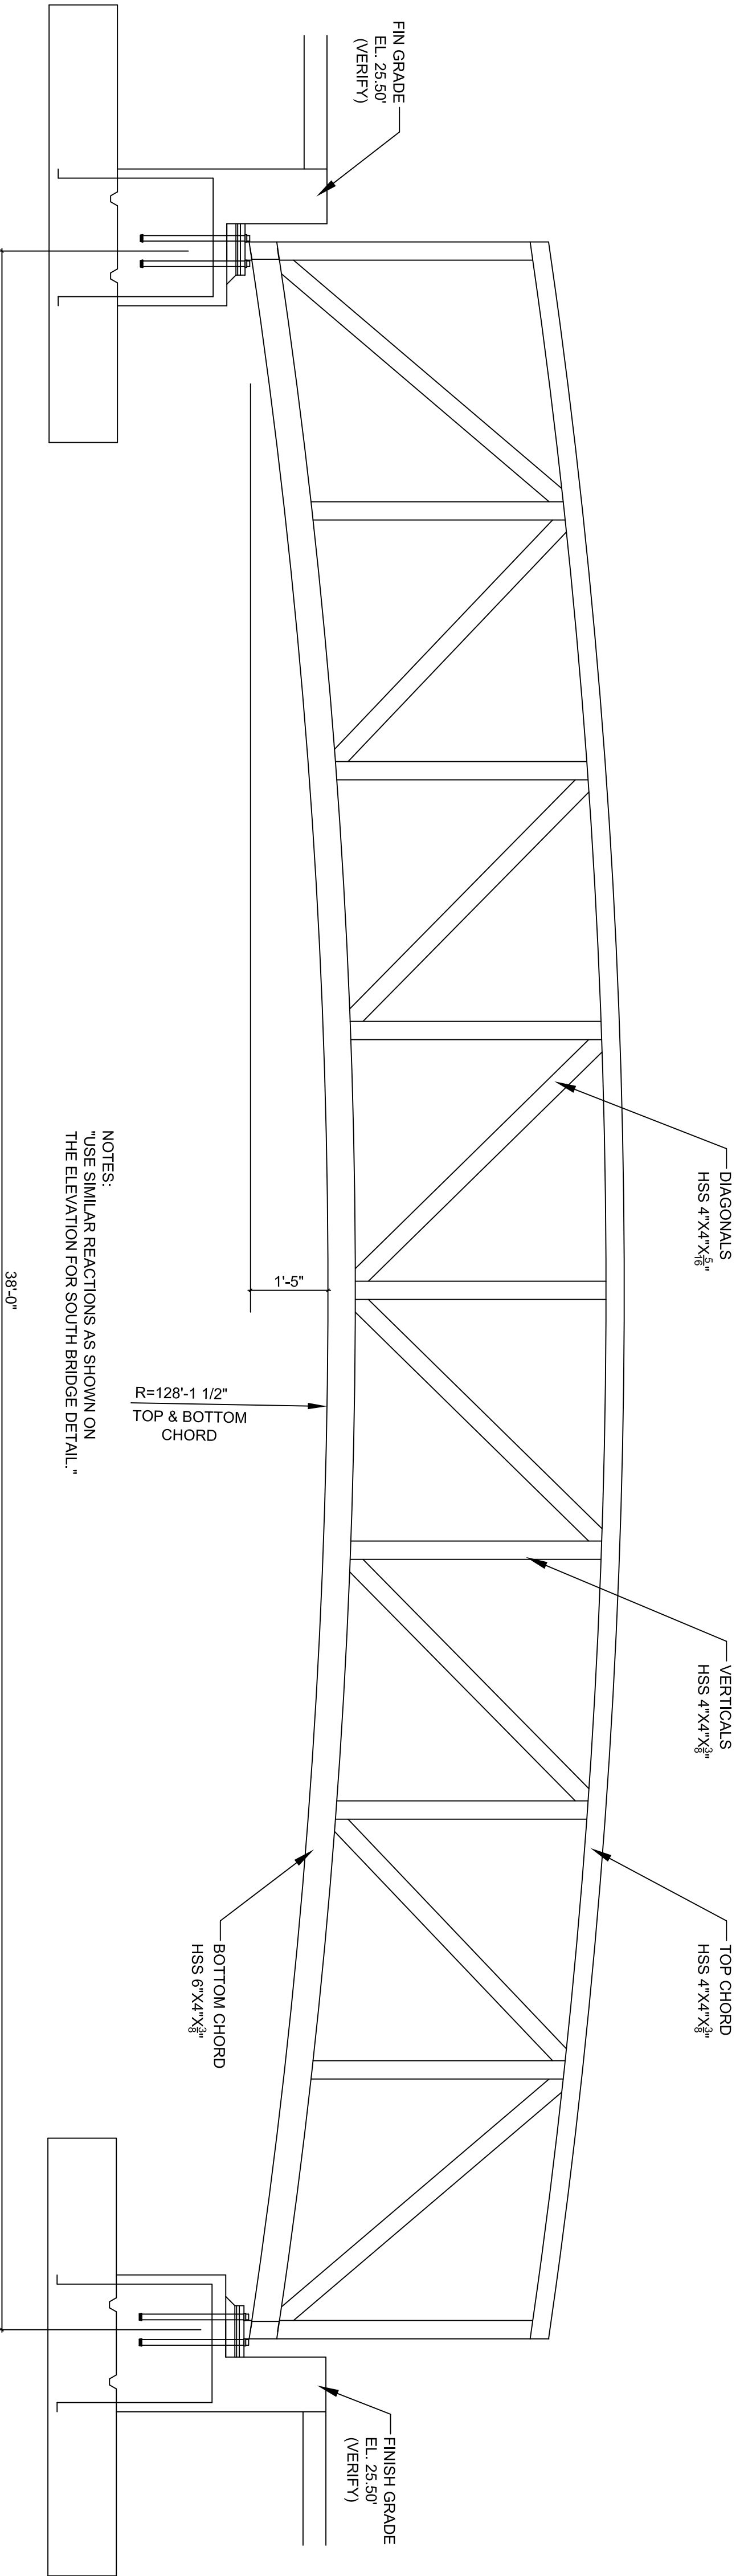 FIN GRADE
EL. 25.50'
(VERIFY)
DIAGONALS
HSS 4"X4"X5/16"
VERTICALS
HSS 4"X4"X3/8"
TOP CHORD
HSS 4"X4"X3/8"
1'-5"
R=128'-1 1/2"
TOP & BOTTOM
CHORD
BOTTOM CHORD
HSS 6"X4"X3/8"
FINISH GRADE
EL. 25.50'
(VERIFY)
NOTES:
"USE SIMILAR REACTIONS AS SHOWN ON
THE ELEVATION FOR SOUTH BRIDGE DETAIL."
38'-0"